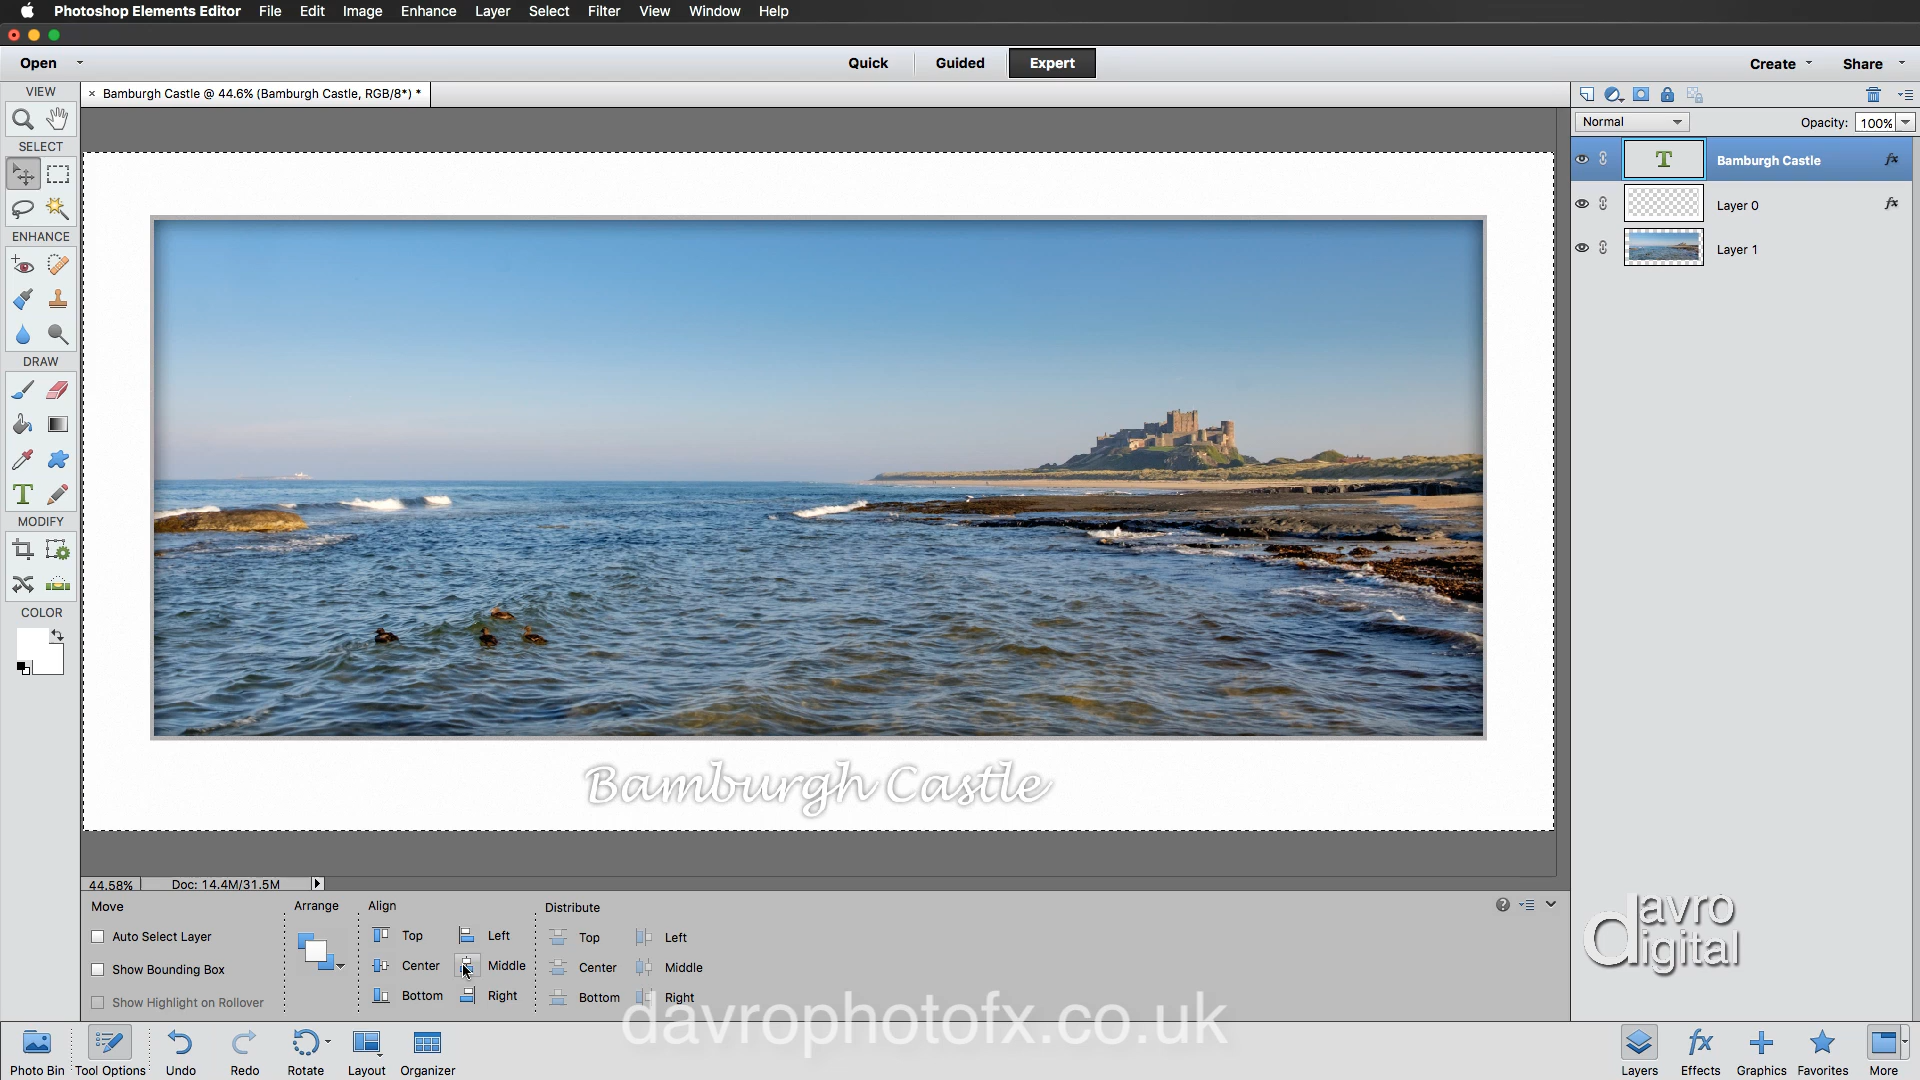 Photoshop Elements Editor File Edit Image Enhance Layer Select Filter View Window Help
Open Quick Guided Expert Create Share
× Bamburgh Castle @ 44.6% (Bamburgh Castle, RGB/8*) *
VIEW
SELECT
ENHANCE
DRAW
T
MODIFY
COLOR
Normal Opacity: 100%
T Bamburgh Castle fx
Layer 0 fx
Layer 1
Bamburgh Castle
44.58% Doc: 14.4M/31.5M
Move Arrange Align Distribute
Auto Select Layer Top Left Top Left
Show Bounding Box Center Middle Center Middle
Show Highlight on Rollover Bottom Right Bottom Right
davro
digital
davrophotofx.co.uk
Photo Bin Tool Options Undo Redo Rotate Layout Organizer
fx
Layers Effects Graphics Favorites More